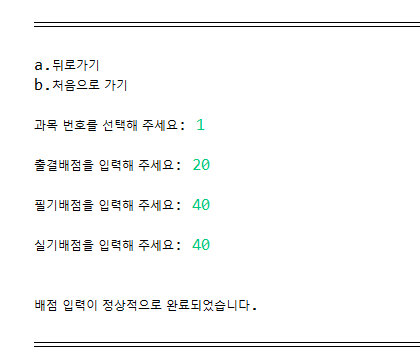 a.뒤로가기
b.처음으로 가기
과목 번호를 선택해 주세요: 1
출결배점을 입력해 주세요: 20
필기배점을 입력해 주세요: 40
실기배점을 입력해 주세요: 40
배점 입력이 정상적으로 완료되었습니다.